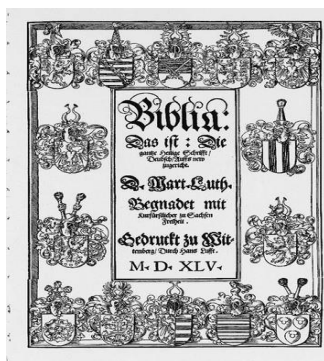 Biblia:
Das ist: Die
gantze Heilige Schrifft/
Deudsch/Auffs new
zugericht.
D. Mart. Luth.
Begnadet mit
Kurfürstlicher zu Sachsen
Freiheit.
Gedruckt zu Wit-
temberg/Durch Hans Lufft.
M. D. XLV.